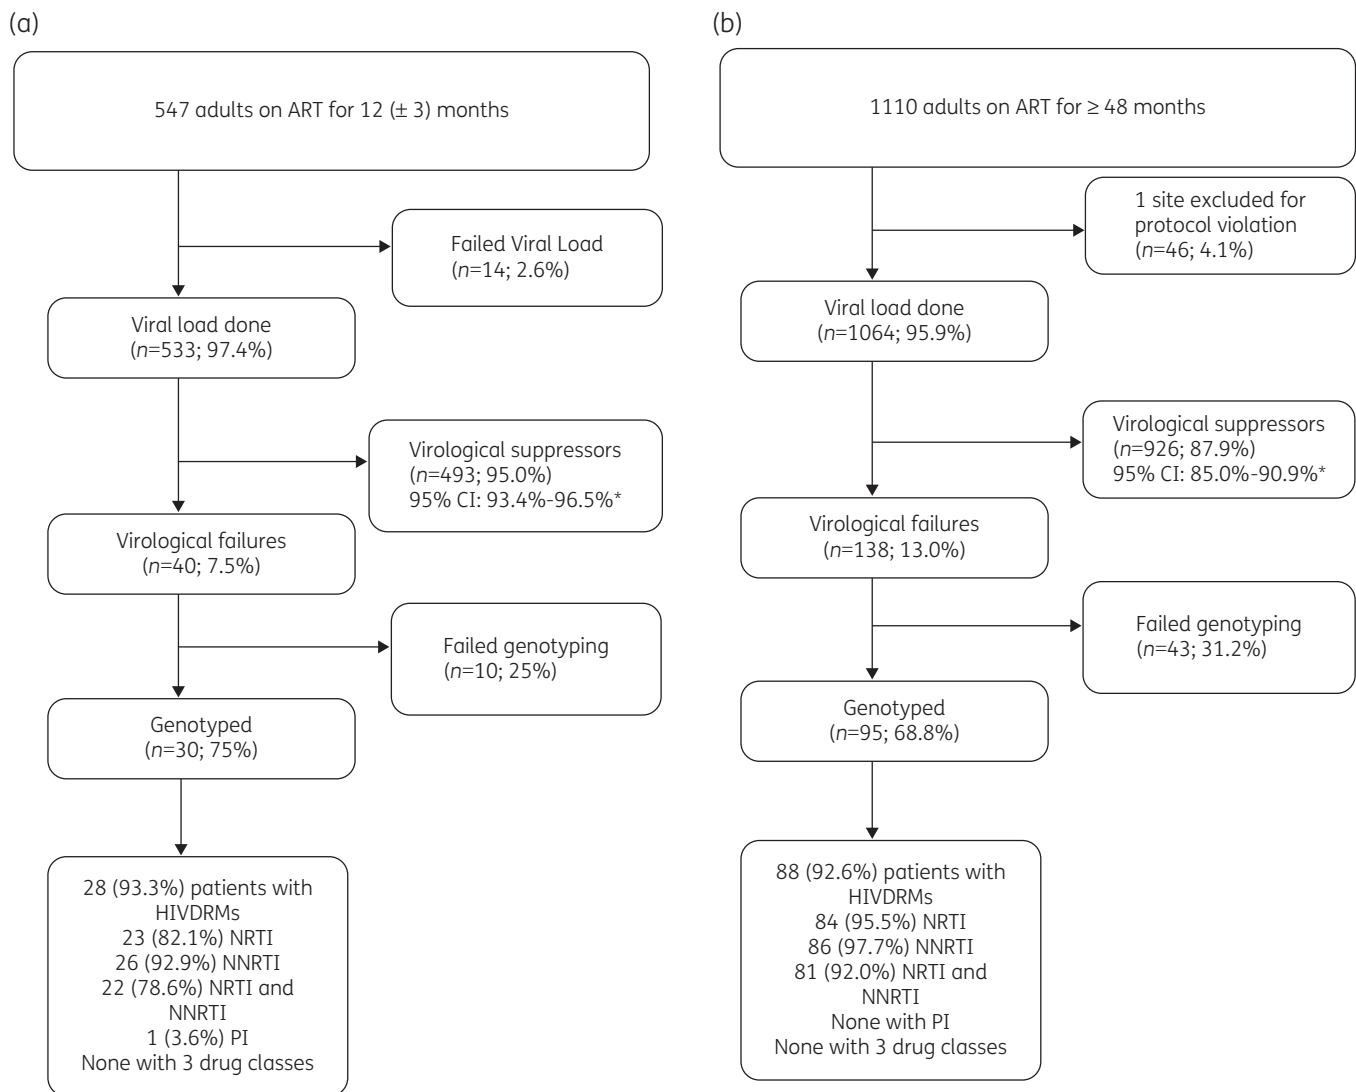 (a)
547 adults on ART for 12 (± 3) months
Failed Viral Load
(n=14; 2.6%)
Viral load done
(n=533; 97.4%)
Virological suppressors
(n=493; 95.0%)
95% CI: 93.4%-96.5%*
Virological failures
(n=40; 7.5%)
Failed genotyping
(n=10; 25%)
Genotyped
(n=30; 75%)
28 (93.3%) patients with
HIVDRMs
23 (82.1%) NRTI
26 (92.9%) NNRTI
22 (78.6%) NRTI and
NNRTI
1 (3.6%) PI
None with 3 drug classes
(b)
1110 adults on ART for ≥ 48 months
1 site excluded for
protocol violation
(n=46; 4.1%)
Viral load done
(n=1064; 95.9%)
Virological suppressors
(n=926; 87.9%)
95% CI: 85.0%-90.9%*
Virological failures
(n=138; 13.0%)
Failed genotyping
(n=43; 31.2%)
Genotyped
(n=95; 68.8%)
88 (92.6%) patients with
HIVDRMs
84 (95.5%) NRTI
86 (97.7%) NNRTI
81 (92.0%) NRTI and
NNRTI
None with PI
None with 3 drug classes